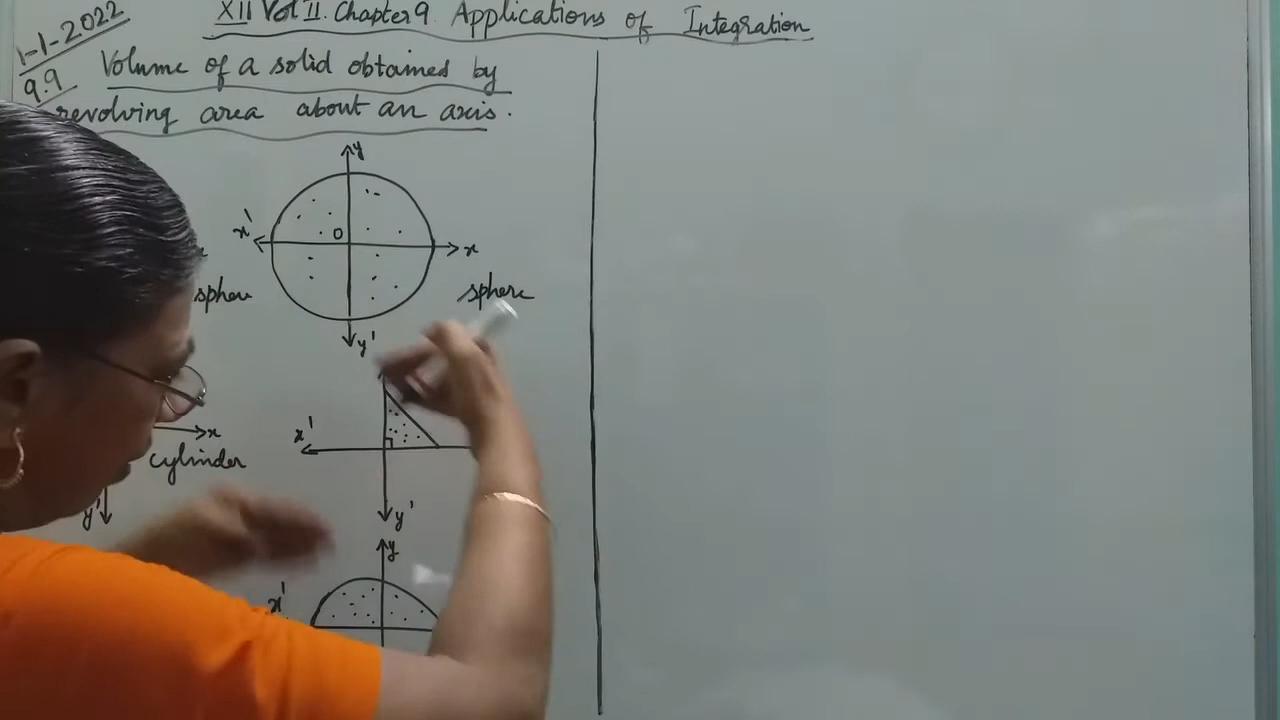 XII Vol II. Chapter 9 Applications of Integration
1-1-2022
9.9 Volume of a solid obtained by
revolving area about an axis.
y
x' O x
sphere sphere
y'
x'
x
cylinder
y' y'
y
x'